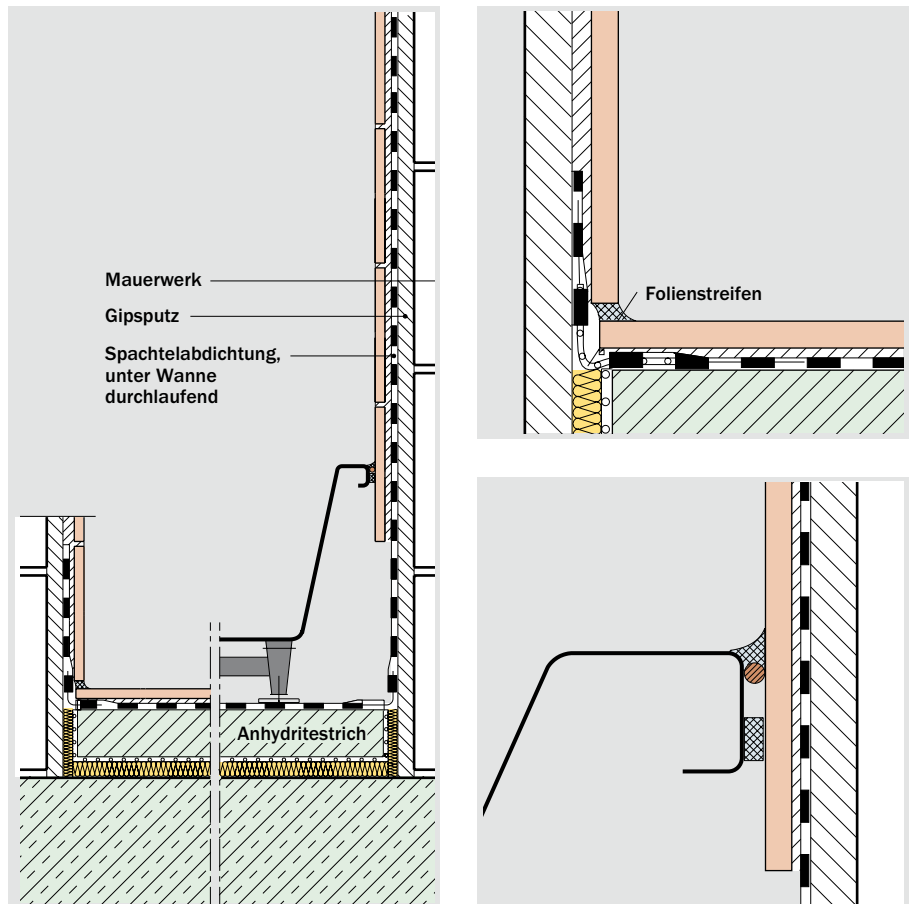 Mauerwerk
Gipsputz
Spachtelabdichtung,
unter Wanne
durchlaufend
Anhydritestrich
Folienstreifen